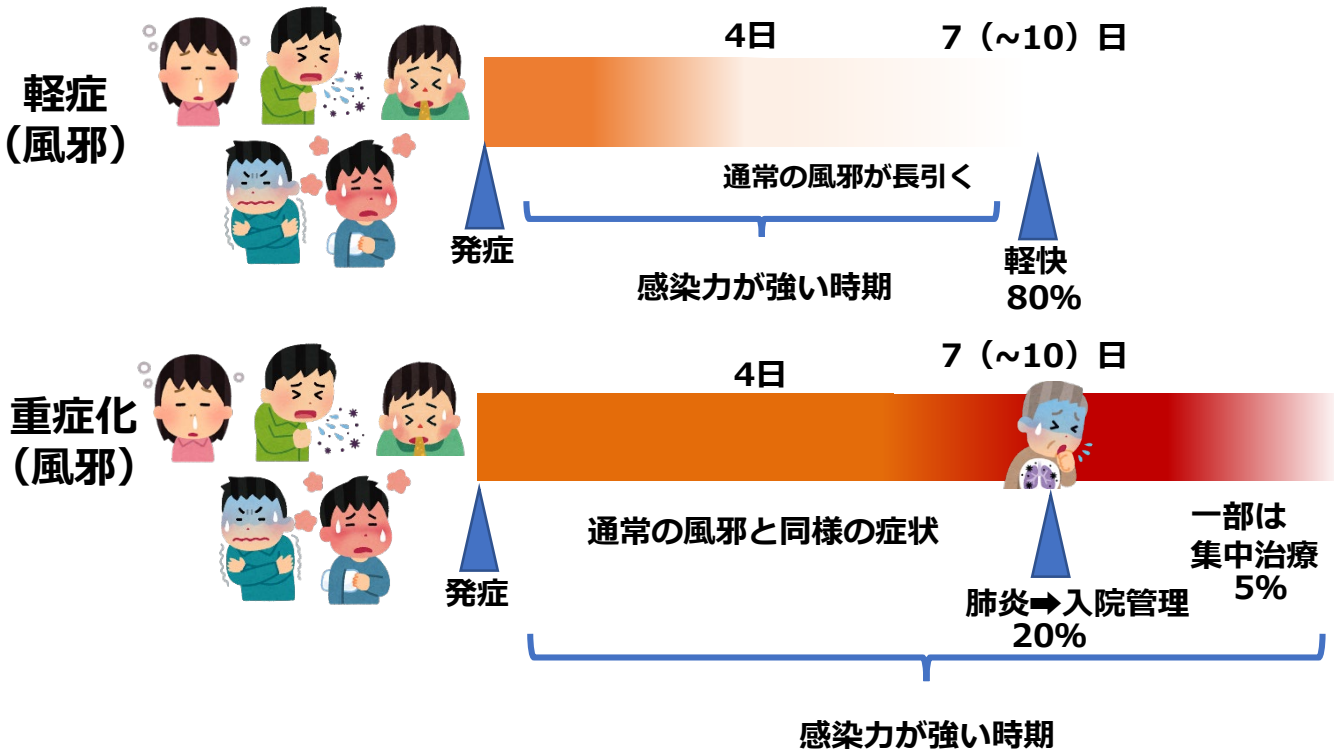 軽症
（風邪）
4日
7（~10）日
通常の風邪が長引く
発症
感染力が強い時期
軽快
80%
重症化
（風邪）
4日
7（~10）日
通常の風邪と同様の症状
発症
肺炎➡入院管理
20%
一部は
集中治療
5%
感染力が強い時期